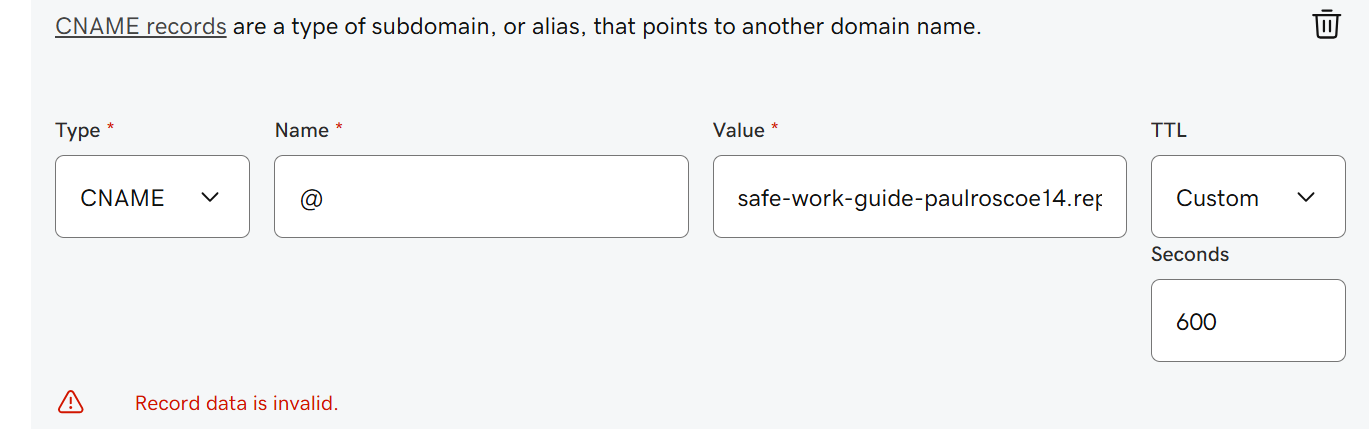 CNAME records are a type of subdomain, or alias, that points to another domain name.
Type * Name * Value * TTL
CNAME @ safe-work-guide-paulroscoe14.rep Custom
Seconds
600
Record data is invalid.